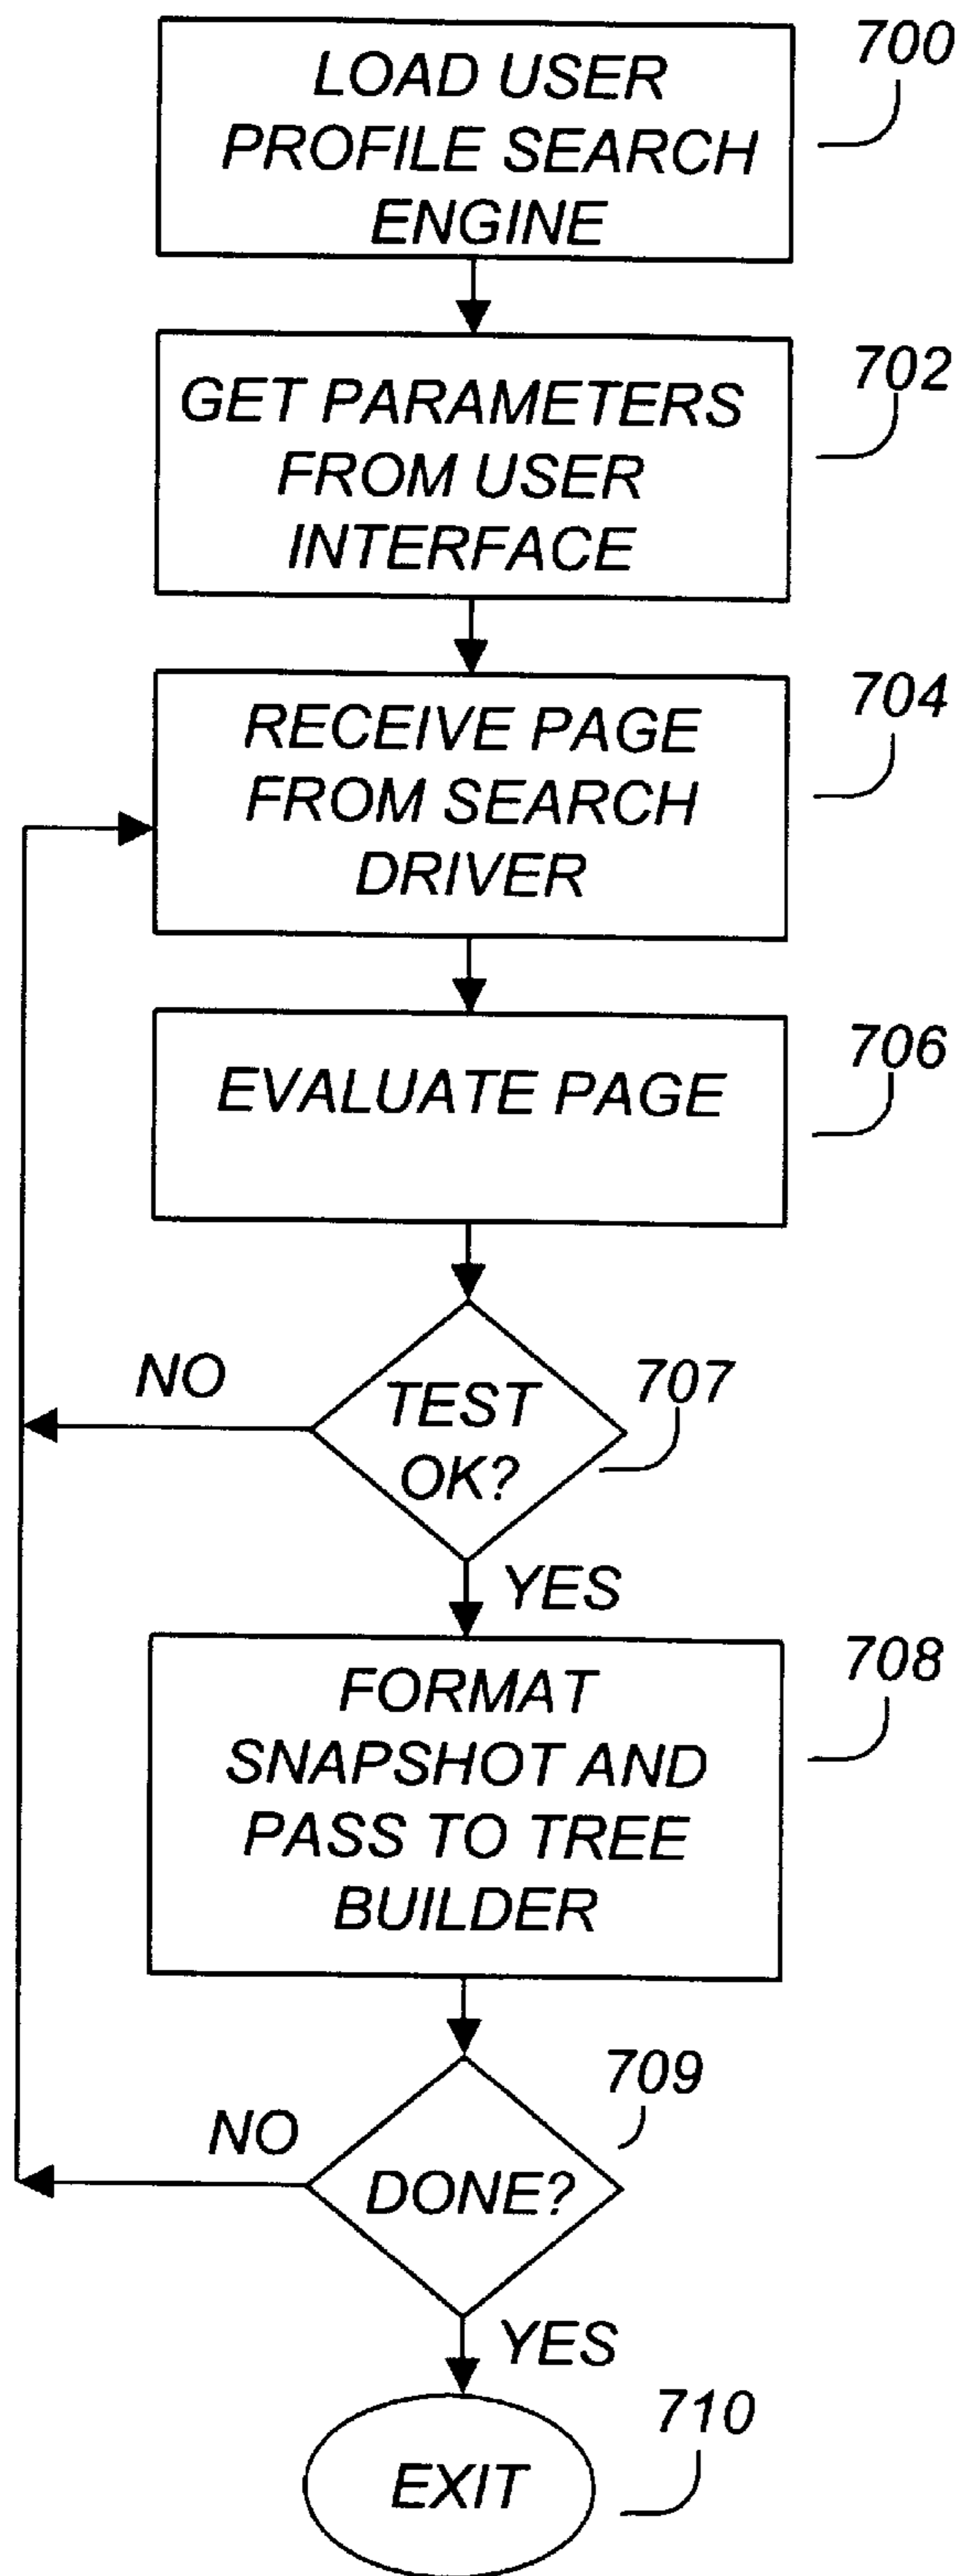 LOAD USER
PROFILE SEARCH
ENGINE
700
GET PARAMETERS
FROM USER
INTERFACE
702
RECEIVE PAGE
FROM SEARCH
DRIVER
704
EVALUATE PAGE
706
NO
TEST
OK?
707
YES
FORMAT
SNAPSHOT AND
PASS TO TREE
BUILDER
708
NO
DONE?
709
YES
EXIT
710